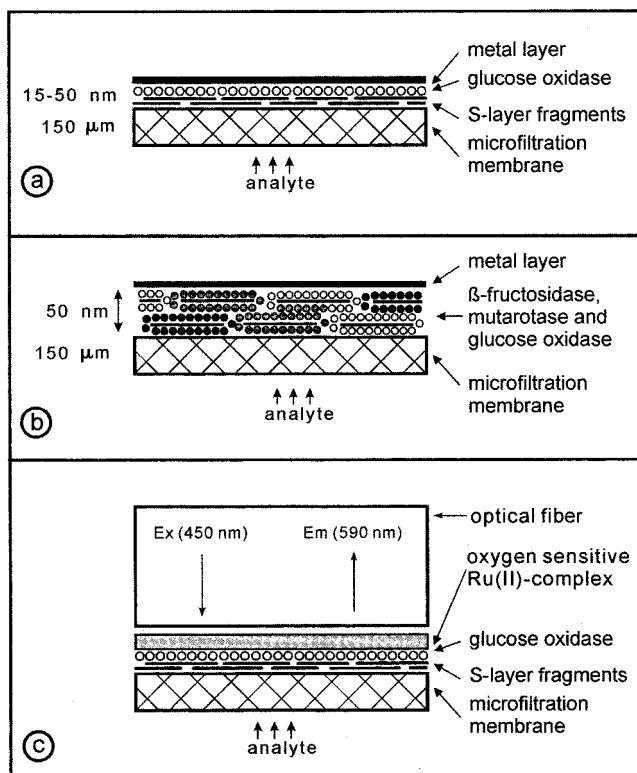 metal layer
glucose oxidase
15-50 nm
S-layer fragments
150 μm
microfiltration
membrane
analyte
a
metal layer
50 nm
ß-fructosidase,
mutarotase and
glucose oxidase
150 μm
microfiltration
membrane
analyte
b
optical fiber
Ex (450 nm)
Em (590 nm)
oxygen sensitive
Ru(II)-complex
glucose oxidase
S-layer fragments
microfiltration
membrane
analyte
c